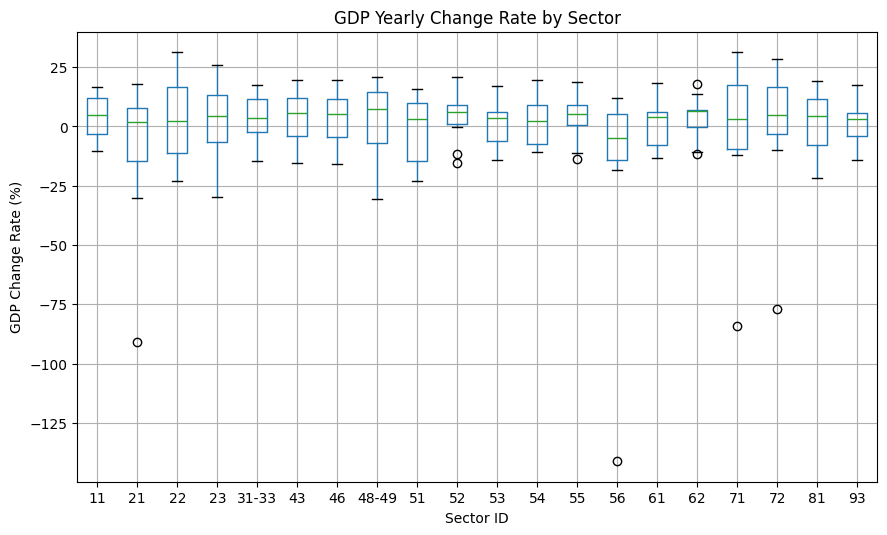 GDP Yearly Change Rate by Sector
GDP Change Rate (%)
25
0
−25
−50
−75
−100
−125
11 21 22 23 31-33 43 46 48-49 51 52 53 54 55 56 61 62 71 72 81 93
Sector ID